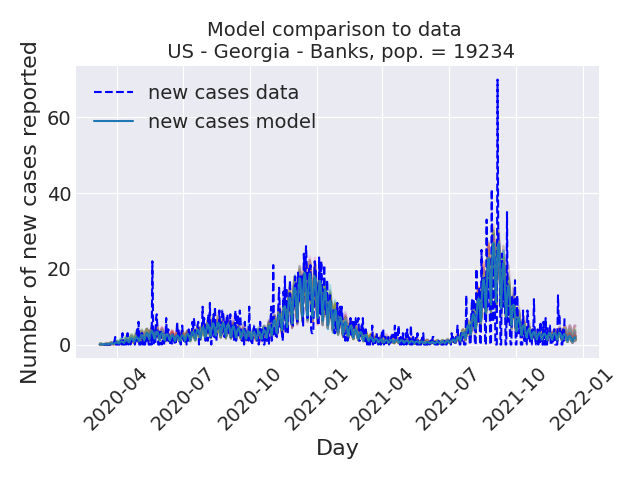 Model comparison to data
US - Georgia - Banks, pop. = 19234
new cases data
new cases model
Number of new cases reported
60
40
20
0
2020-04
2020-07
2020-10
2021-01
2021-04
2021-07
2021-10
2022-01
Day